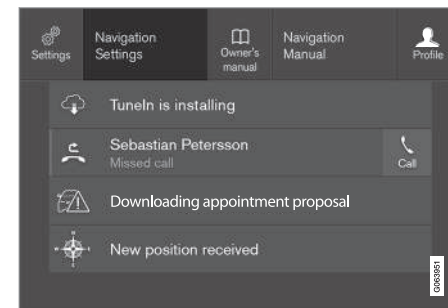 Settings
Navigation
Settings
Owner's
manual
Navigation
Manual
Profile
TuneIn is installing
Sebastian Petersson
Missed call
Call
Downloading appointment proposal
New position received
G063951